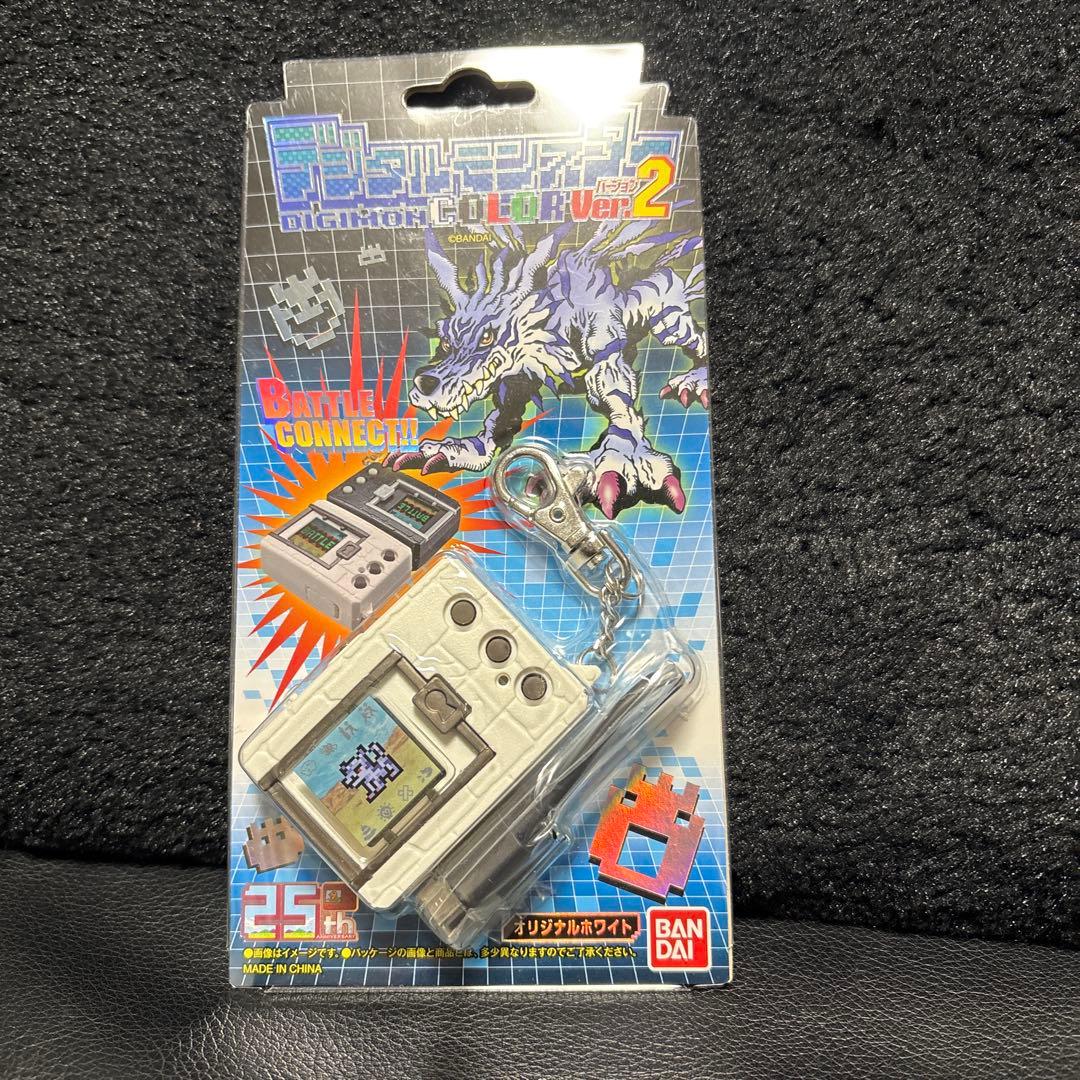 デジタルモンスター
DIGIMON COLOR Ver.2
バージョン
©BANDAI
BATTLE
CONNECT!!
BATTLE
BATTLE
25th
ANNIVERSARY
オリジナルホワイト
BAN
DAI
●画像はイメージです。●パッケージの画像と商品とは、多少異なりますのでご了承ください。
MADE IN CHINA